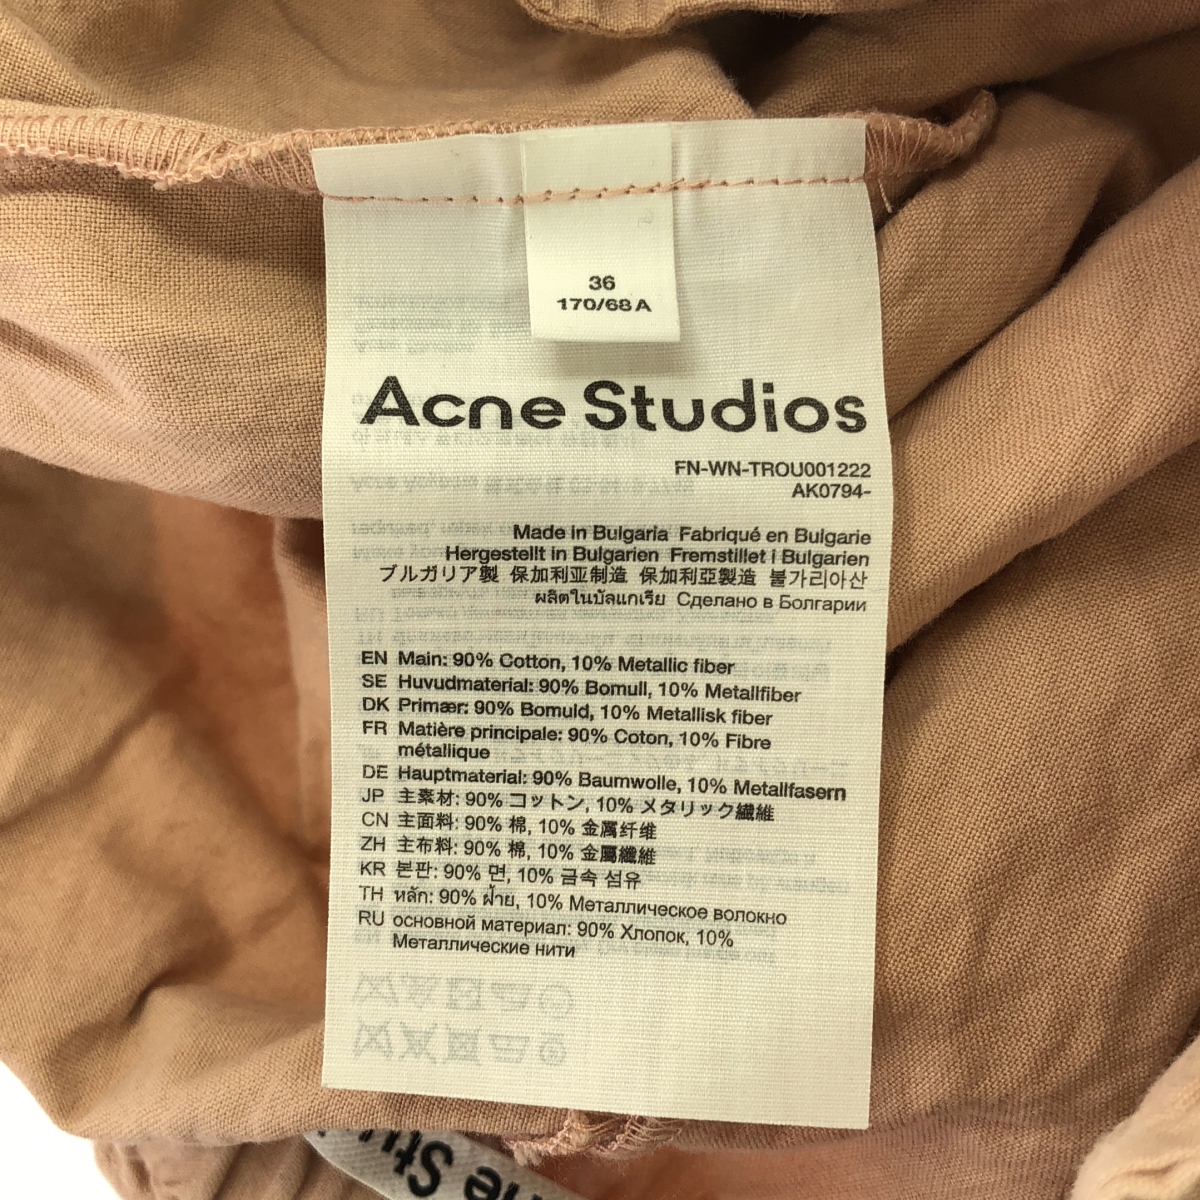 36
170/68A
Acne Studios
FN-WN-TROU001222
AK0794-
Made in Bulgaria Fabriqué en Bulgarie
Hergestellt in Bulgarien Fremstillet i Bulgarien
ブルガリア製 保加利亚制造 保加利亞製造 불가리아산
ผลิตในบัลแกเรีย Сделано в Болгарии
EN Main: 90% Cotton, 10% Metallic fiber
SE Huvudmaterial: 90% Bomull, 10% Metallfiber
DK Primær: 90% Bomuld, 10% Metallisk fiber
FR Matière principale: 90% Coton, 10% Fibre
métallique
DE Hauptmaterial: 90% Baumwolle, 10% Metallfasern
JP 主素材: 90% コットン, 10% メタリック繊維
CN 主面料: 90% 棉, 10% 金属纤维
ZH 主布料: 90% 棉, 10% 金屬纖維
KR 본판: 90% 면, 10% 금속 섬유
TH หลัก: 90% ฝ้าย, 10% Металлическое волокно
RU основной материал: 90% Хлопок, 10%
Металлические нити